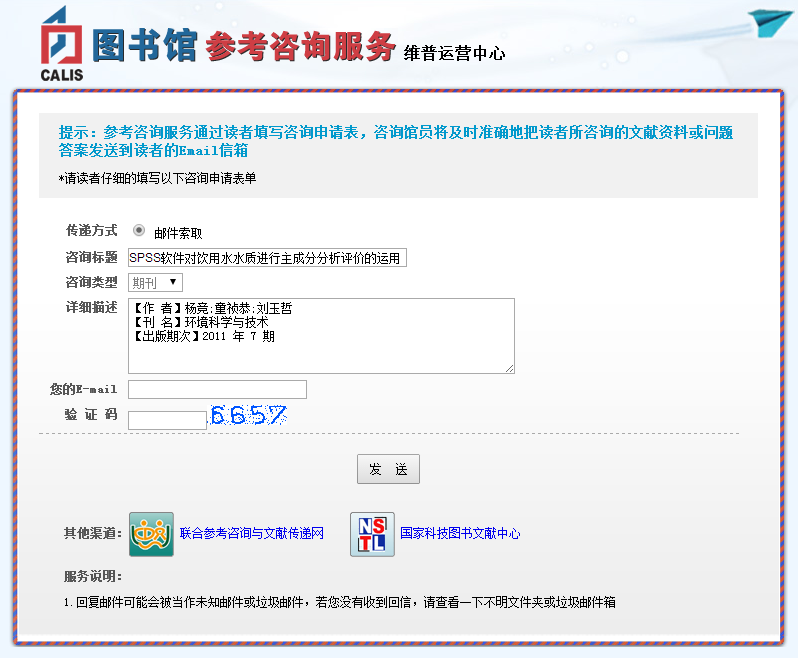 CALIS
图书馆 参考咨询服务 维普运营中心
提示：参考咨询服务通过读者填写咨询申请表，咨询馆员将及时准确地把读者所咨询的文献资料或问题
答案发送到读者的Email信箱
*请读者仔细的填写以下咨询申请表单
传递方式 邮件索取
咨询标题 SPSS软件对饮用水水质进行主成分分析评价的运用
咨询类型 期刊
详细描述 【作 者】杨竟;童祯恭;刘玉哲
【刊 名】环境科学与技术
【出版期次】2011 年 7 期
您的E-mail
验 证 码 6657
发 送
其他渠道: 联合参考咨询与文献传递网 NSTL 国家科技图书文献中心
服务说明:
1.回复邮件可能会被当作未知邮件或垃圾邮件，若您没有收到回信，请查看一下不明文件夹或垃圾邮件箱